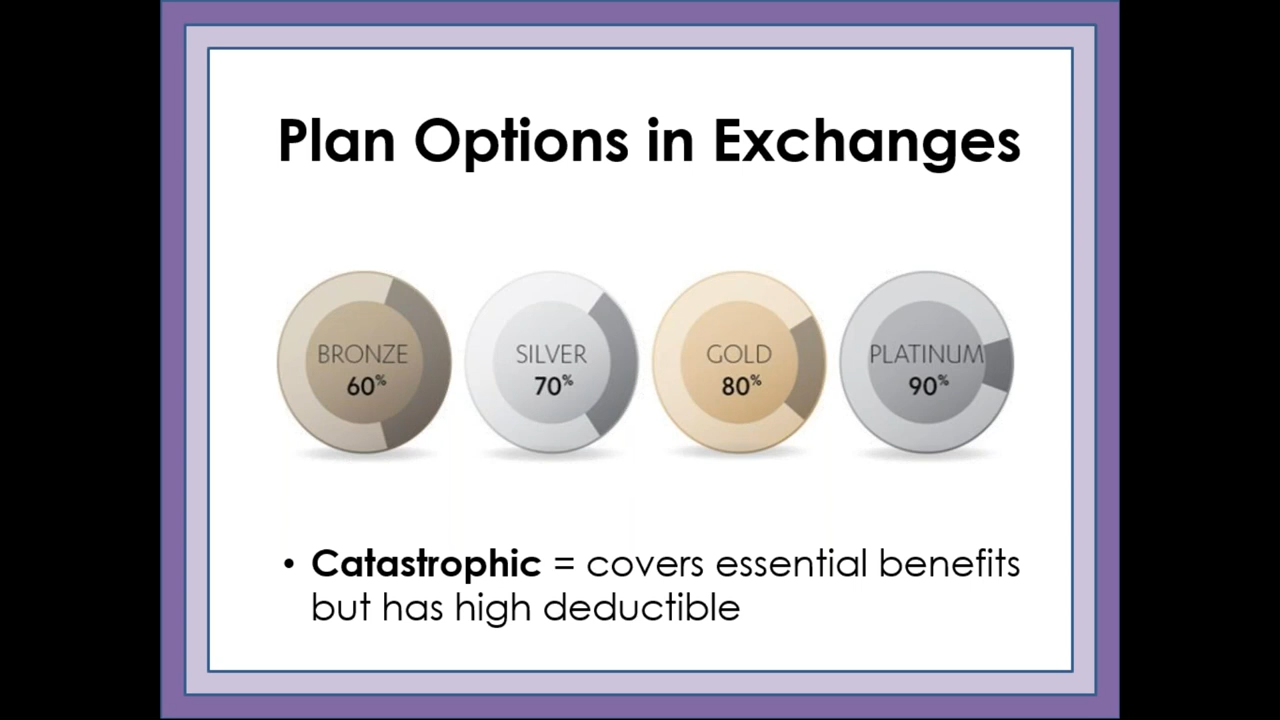 Plan Options in Exchanges
BRONZE
60%
SILVER
70%
GOLD
80%
PLATINUM
90%
• Catastrophic = covers essential benefits
but has high deductible